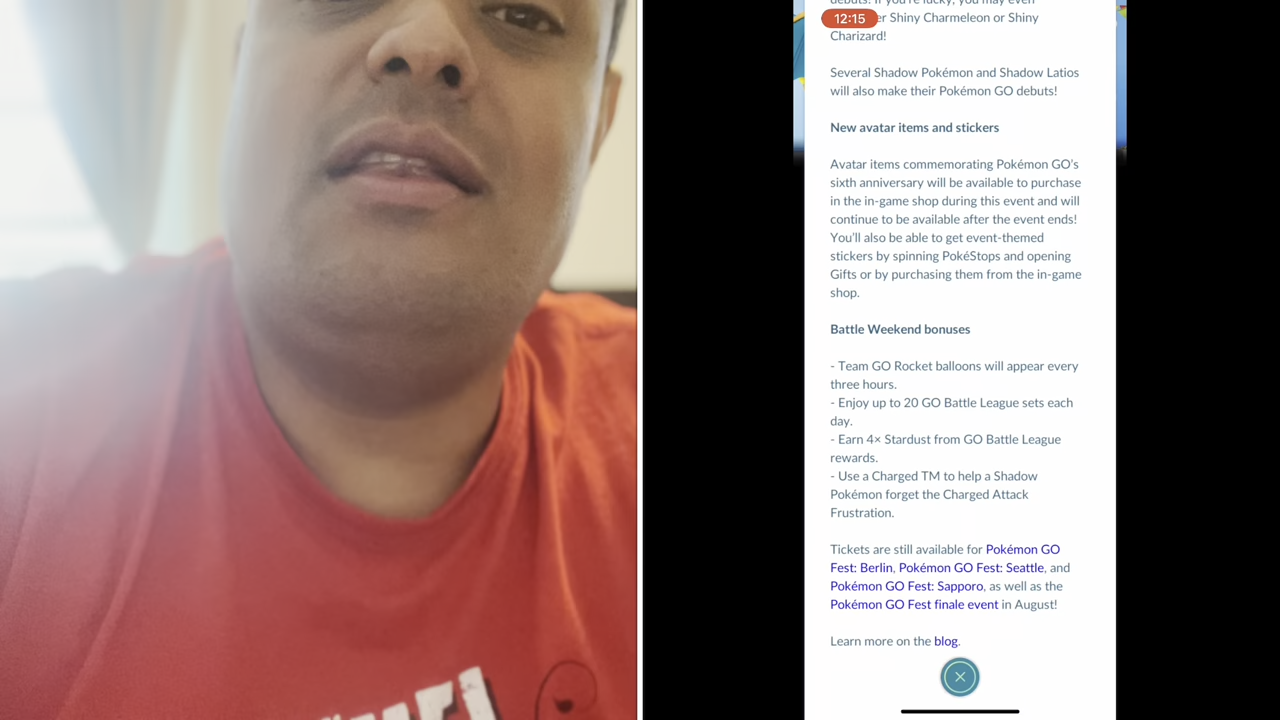 debuts! If you're lucky, you may even
12:15 er Shiny Charmeleon or Shiny
Charizard!
Several Shadow Pokémon and Shadow Latios
will also make their Pokémon GO debuts!
New avatar items and stickers
Avatar items commemorating Pokémon GO's
sixth anniversary will be available to purchase
in the in-game shop during this event and will
continue to be available after the event ends!
You'll also be able to get event-themed
stickers by spinning PokéStops and opening
Gifts or by purchasing them from the in-game
shop.
Battle Weekend bonuses
- Team GO Rocket balloons will appear every
three hours.
- Enjoy up to 20 GO Battle League sets each
day.
- Earn 4× Stardust from GO Battle League
rewards.
- Use a Charged TM to help a Shadow
Pokémon forget the Charged Attack
Frustration.
Tickets are still available for Pokémon GO
Fest: Berlin, Pokémon GO Fest: Seattle, and
Pokémon GO Fest: Sapporo, as well as the
Pokémon GO Fest finale event in August!
Learn more on the blog.